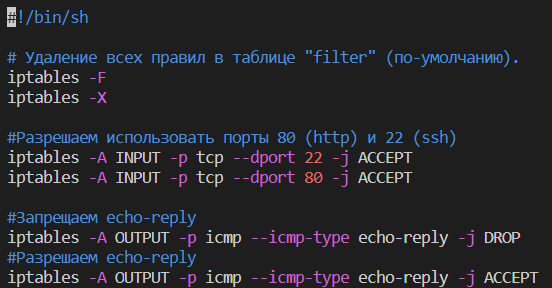 #!/bin/sh
# Удаление всех правил в таблице "filter" (по-умолчанию).
iptables -F
iptables -X
#Разрешаем использовать порты 80 (http) и 22 (ssh)
iptables -A INPUT -p tcp --dport 22 -j ACCEPT
iptables -A INPUT -p tcp --dport 80 -j ACCEPT
#Запрещаем echo-reply
iptables -A OUTPUT -p icmp --icmp-type echo-reply -j DROP
#Разрешаем echo-reply
iptables -A OUTPUT -p icmp --icmp-type echo-reply -j ACCEPT